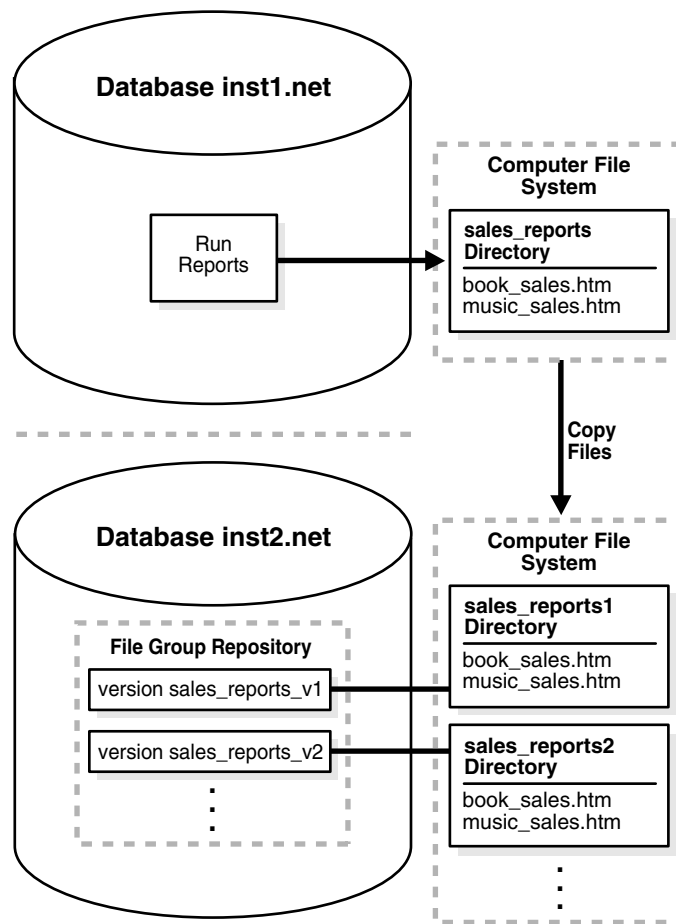 Database inst1.net
Run
Reports
Computer File
System
sales_reports
Directory
book_sales.htm
music_sales.htm
Copy
Files
Database inst2.net
File Group Repository
version sales_reports_v1
version sales_reports_v2
Computer File
System
sales_reports1
Directory
book_sales.htm
music_sales.htm
sales_reports2
Directory
book_sales.htm
music_sales.htm